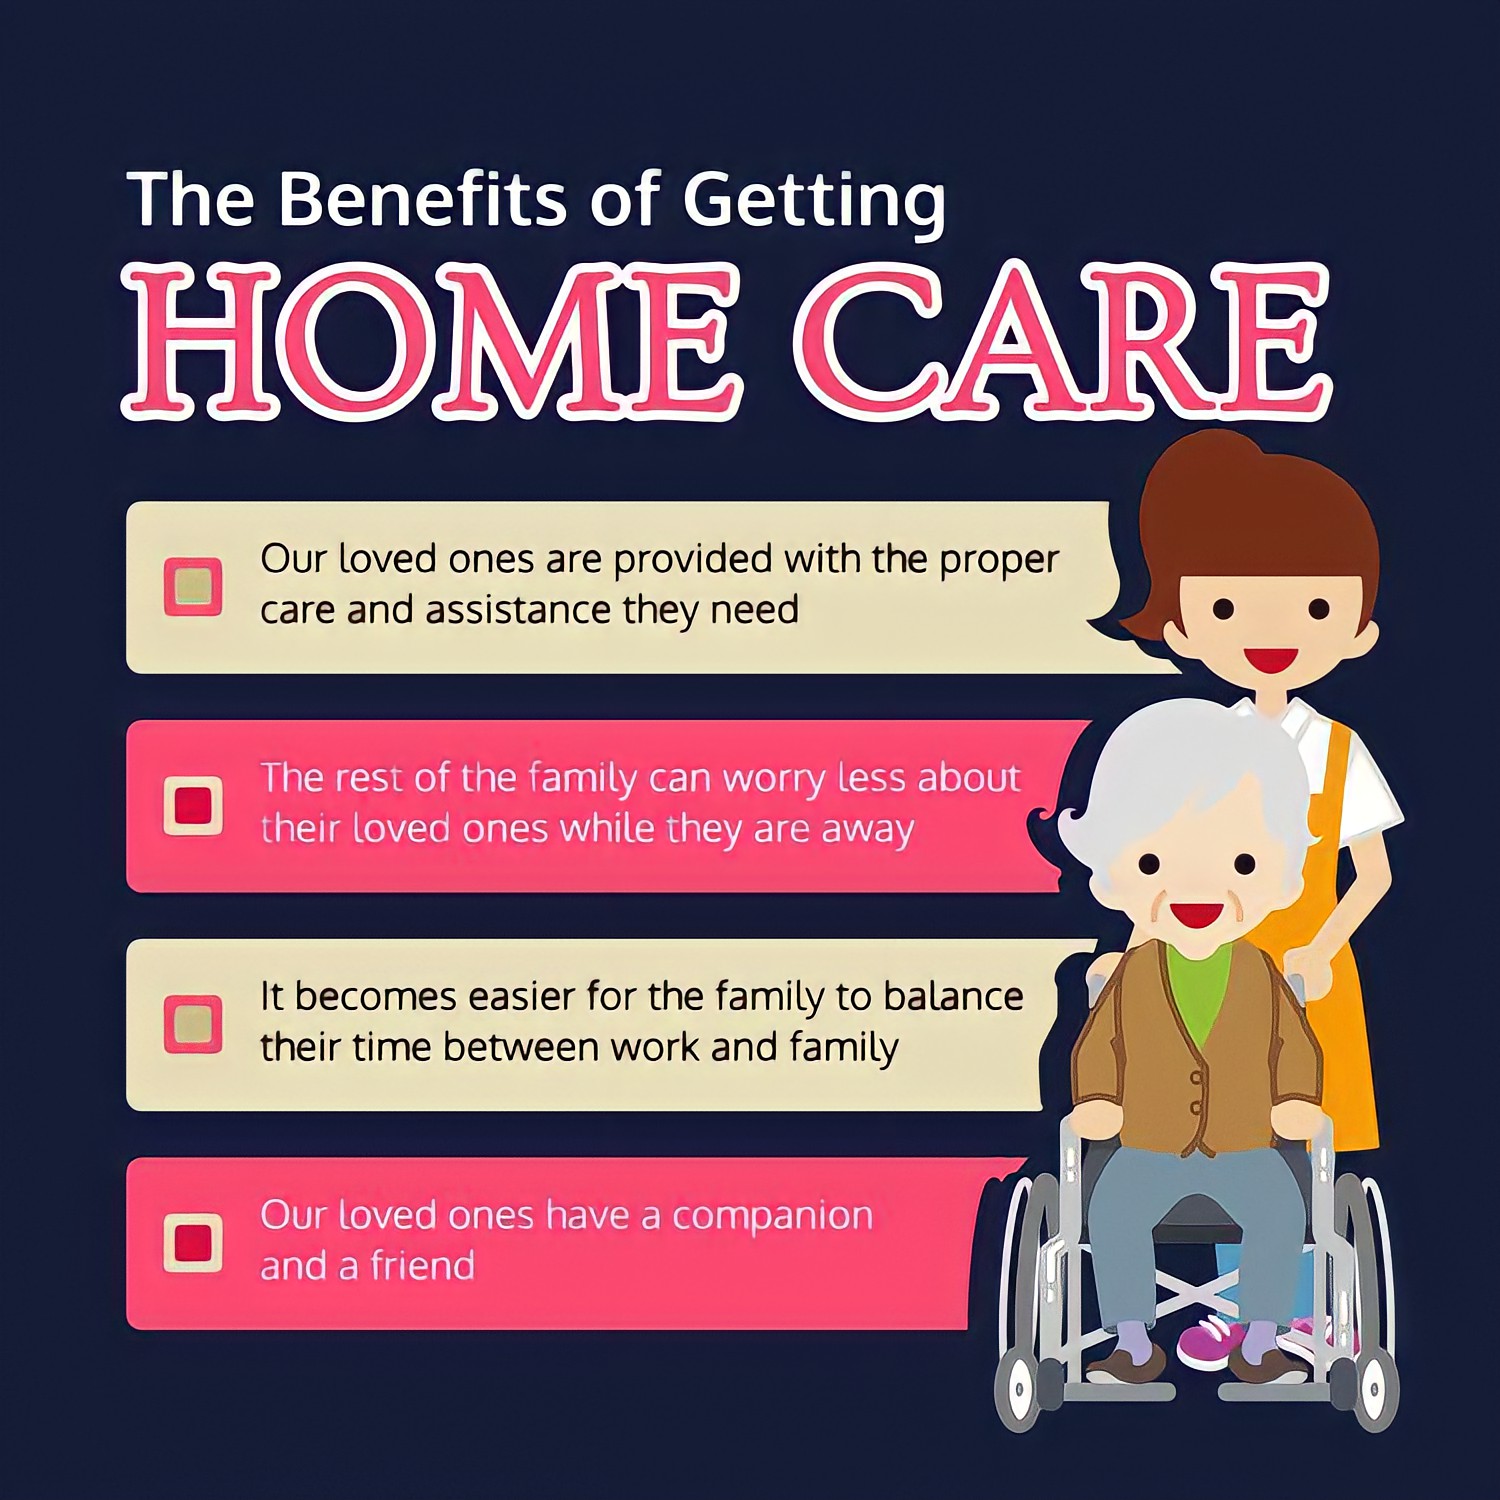 The Benefits of Getting
HOME CARE
Our loved ones are provided with the proper
care and assistance they need
The rest of the family can worry less about
their loved ones while they are away
It becomes easier for the family to balance
their time between work and family
Our loved ones have a companion
and a friend